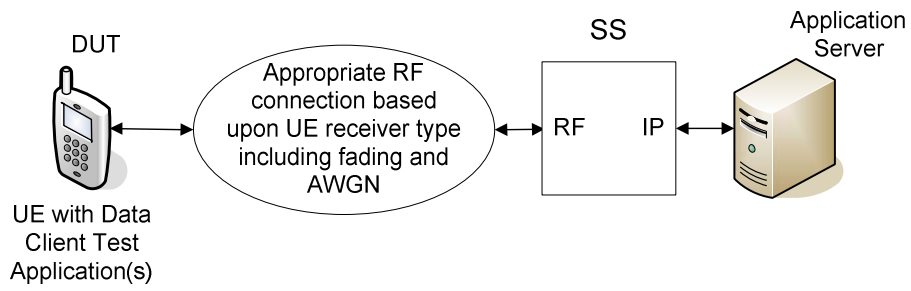 DUT
UE with Data
Client Test
Application(s)
Appropriate RF
connection based
upon UE receiver type
including fading and
AWGN
SS
RF IP
Application
Server